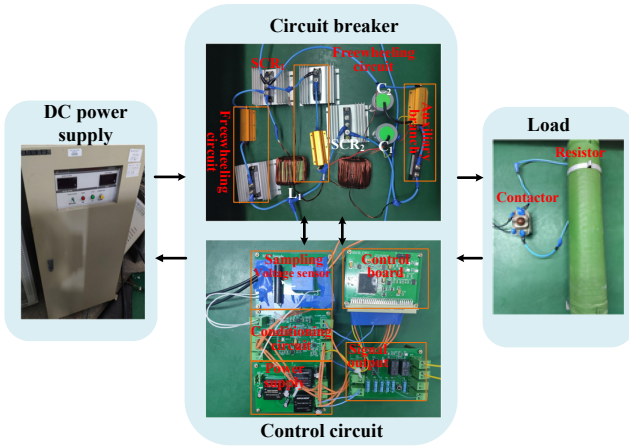 Circuit breaker
DC power
supply
SCR₁
Freewheeling
circuit
C₂
Freewheeling
circuit
Auxiliary
branch
SCR₂
C₁
L₁
Load
Resistor
Contactor
Sampling
Voltage sensor
Control
board
Conditioning
circuit
Signal
output
Power
supply
Control circuit